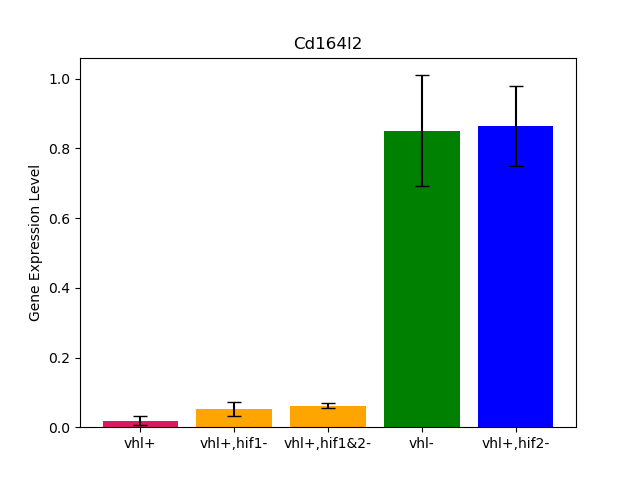 Cd164l2
Gene Expression Level
1.0
0.8
0.6
0.4
0.2
0.0
vhl+
vhl+,hif1-
vhl+,hif1&2-
vhl-
vhl+,hif2-